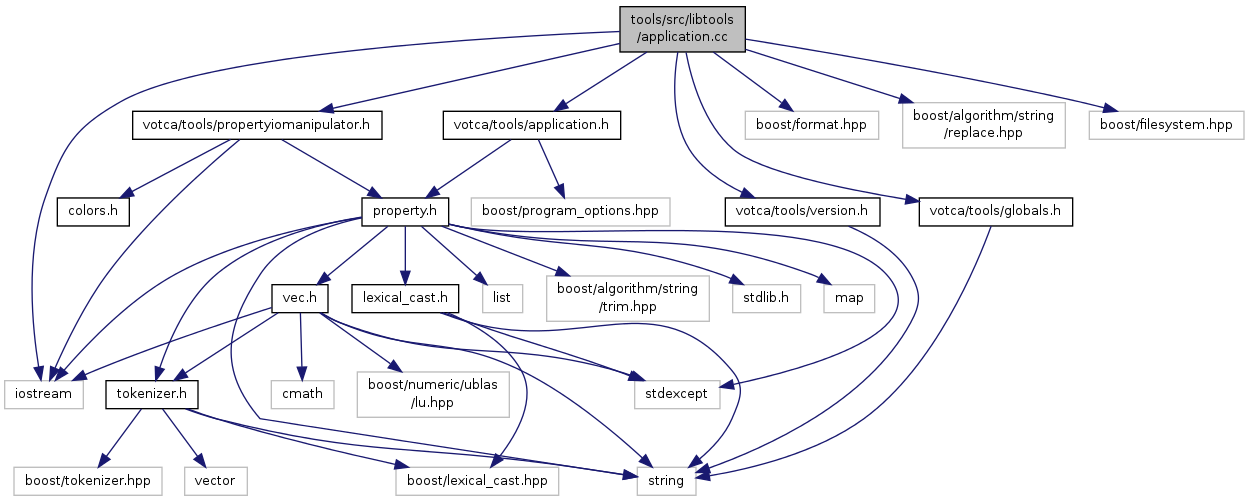 tools/src/libtools
/application.cc
votca/tools/propertyiomanipulator.h
votca/tools/application.h
boost/format.hpp
boost/algorithm/string
/replace.hpp
boost/filesystem.hpp
colors.h
property.h
boost/program_options.hpp
votca/tools/version.h
votca/tools/globals.h
vec.h
lexical_cast.h
list
boost/algorithm/string
/trim.hpp
stdlib.h
map
iostream
tokenizer.h
cmath
boost/numeric/ublas
/lu.hpp
stdexcept
boost/tokenizer.hpp
vector
boost/lexical_cast.hpp
string